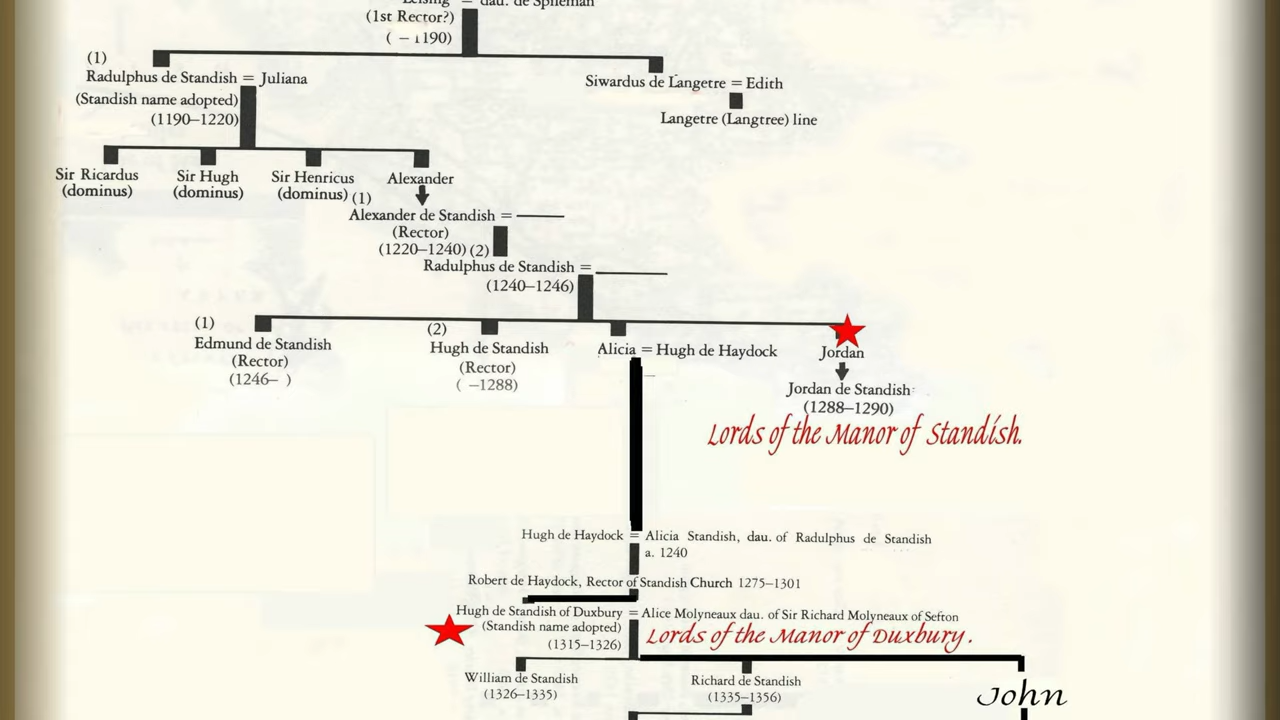 Leising = dau. de Spileman
(1st Rector?)
( – 1190)
(1)
Radulphus de Standish = Juliana
(Standish name adopted)
(1190–1220)
Siwardus de Langetre = Edith
Langetre (Langtree) line
Sir Ricardus
(dominus)
Sir Hugh
(dominus)
Sir Henricus
(dominus) (1)
Alexander
Alexander de Standish =
(Rector)
(1220–1240) (2)
Radulphus de Standish =
(1240–1246)
(1)
Edmund de Standish
(Rector)
(1246– )
(2)
Hugh de Standish
(Rector)
( –1288)
Alicia = Hugh de Haydock
Jordan
Jordan de Standish
(1288–1290)
Lords of the Manor of Standish.
Hugh de Haydock = Alicia Standish, dau. of Radulphus de Standish
a. 1240
Robert de Haydock, Rector of Standish Church 1275–1301
Hugh de Standish of Duxbury = Alice Molyneaux dau. of Sir Richard Molyneaux of Sefton
(Standish name adopted)
(1315–1326)
Lords of the Manor of Duxbury.
William de Standish
(1326–1335)
Richard de Standish
(1335–1356)
John